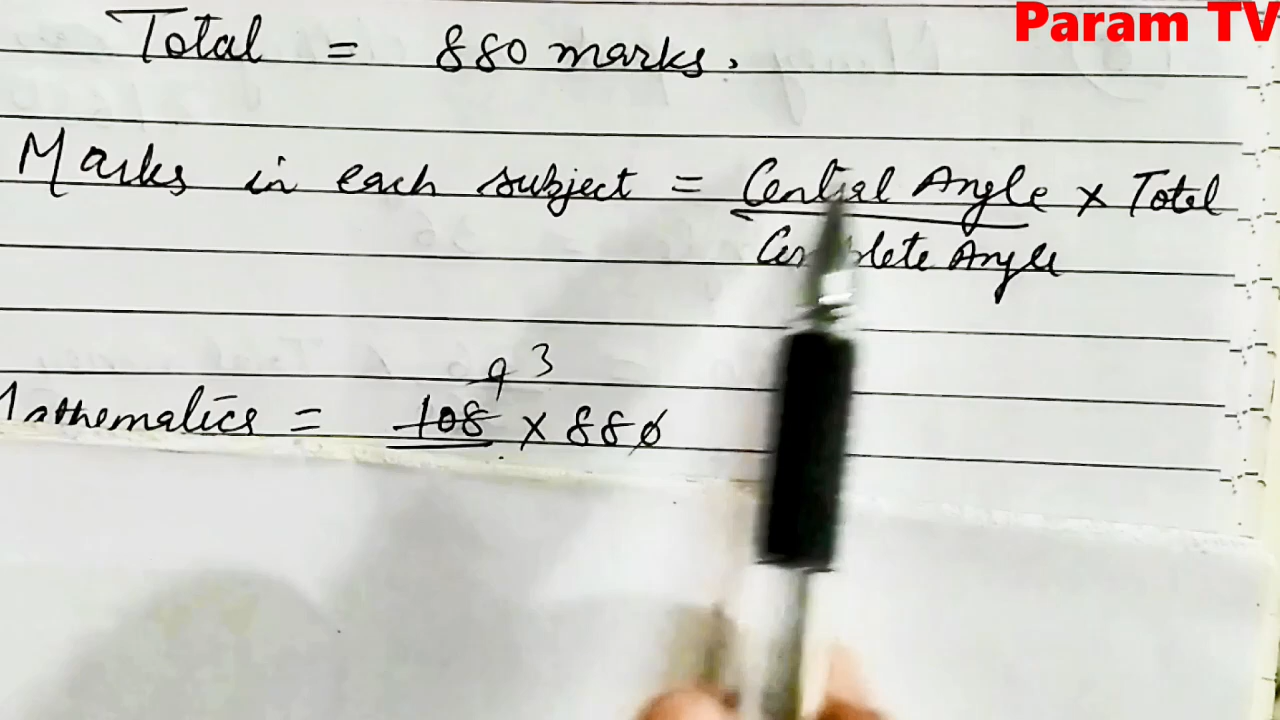 Param TV
Total = 880 marks.
Marks in each subject = Central Angle × Total
Complete Angle
9 3
Mathematics = 108 × 880